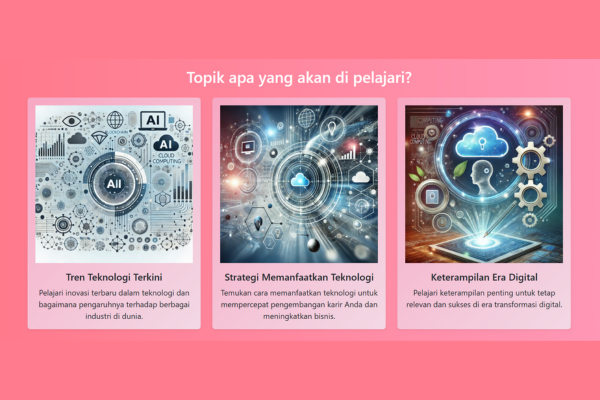 Topik apa yang akan di pelajari?
AI
AI
CLOUD
COMPUTING
AII
Tren Teknologi Terkini
Pelajari inovasi terbaru dalam teknologi dan
bagaimana pengaruhnya terhadap berbagai
industri di dunia.
Strategi Memanfaatkan Teknologi
Temukan cara memanfaatkan teknologi untuk
mempercepat pengembangan karir Anda dan
meningkatkan bisnis.
Keterampilan Era Digital
Pelajari keterampilan penting untuk tetap
relevan dan sukses di era transformasi digital.